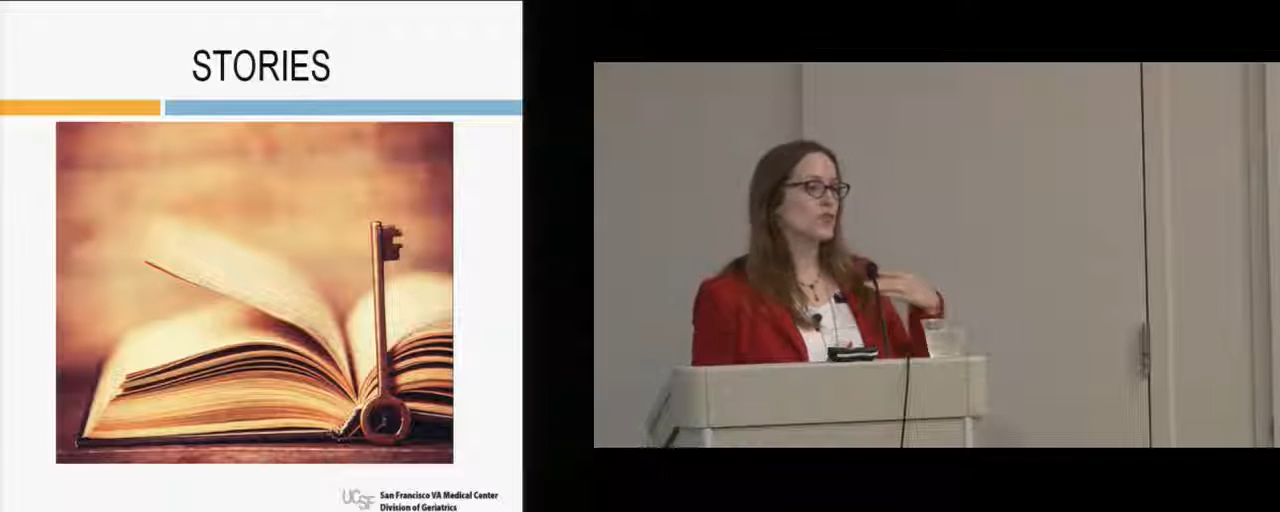 STORIES
UCSF
San Francisco VA Medical Center
Division of Geriatrics